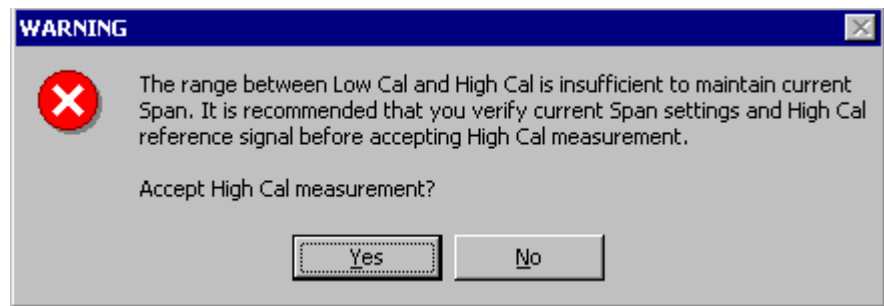 WARNING
The range between Low Cal and High Cal is insufficient to maintain current
Span. It is recommended that you verify current Span settings and High Cal
reference signal before accepting High Cal measurement.
Accept High Cal measurement?
Yes No